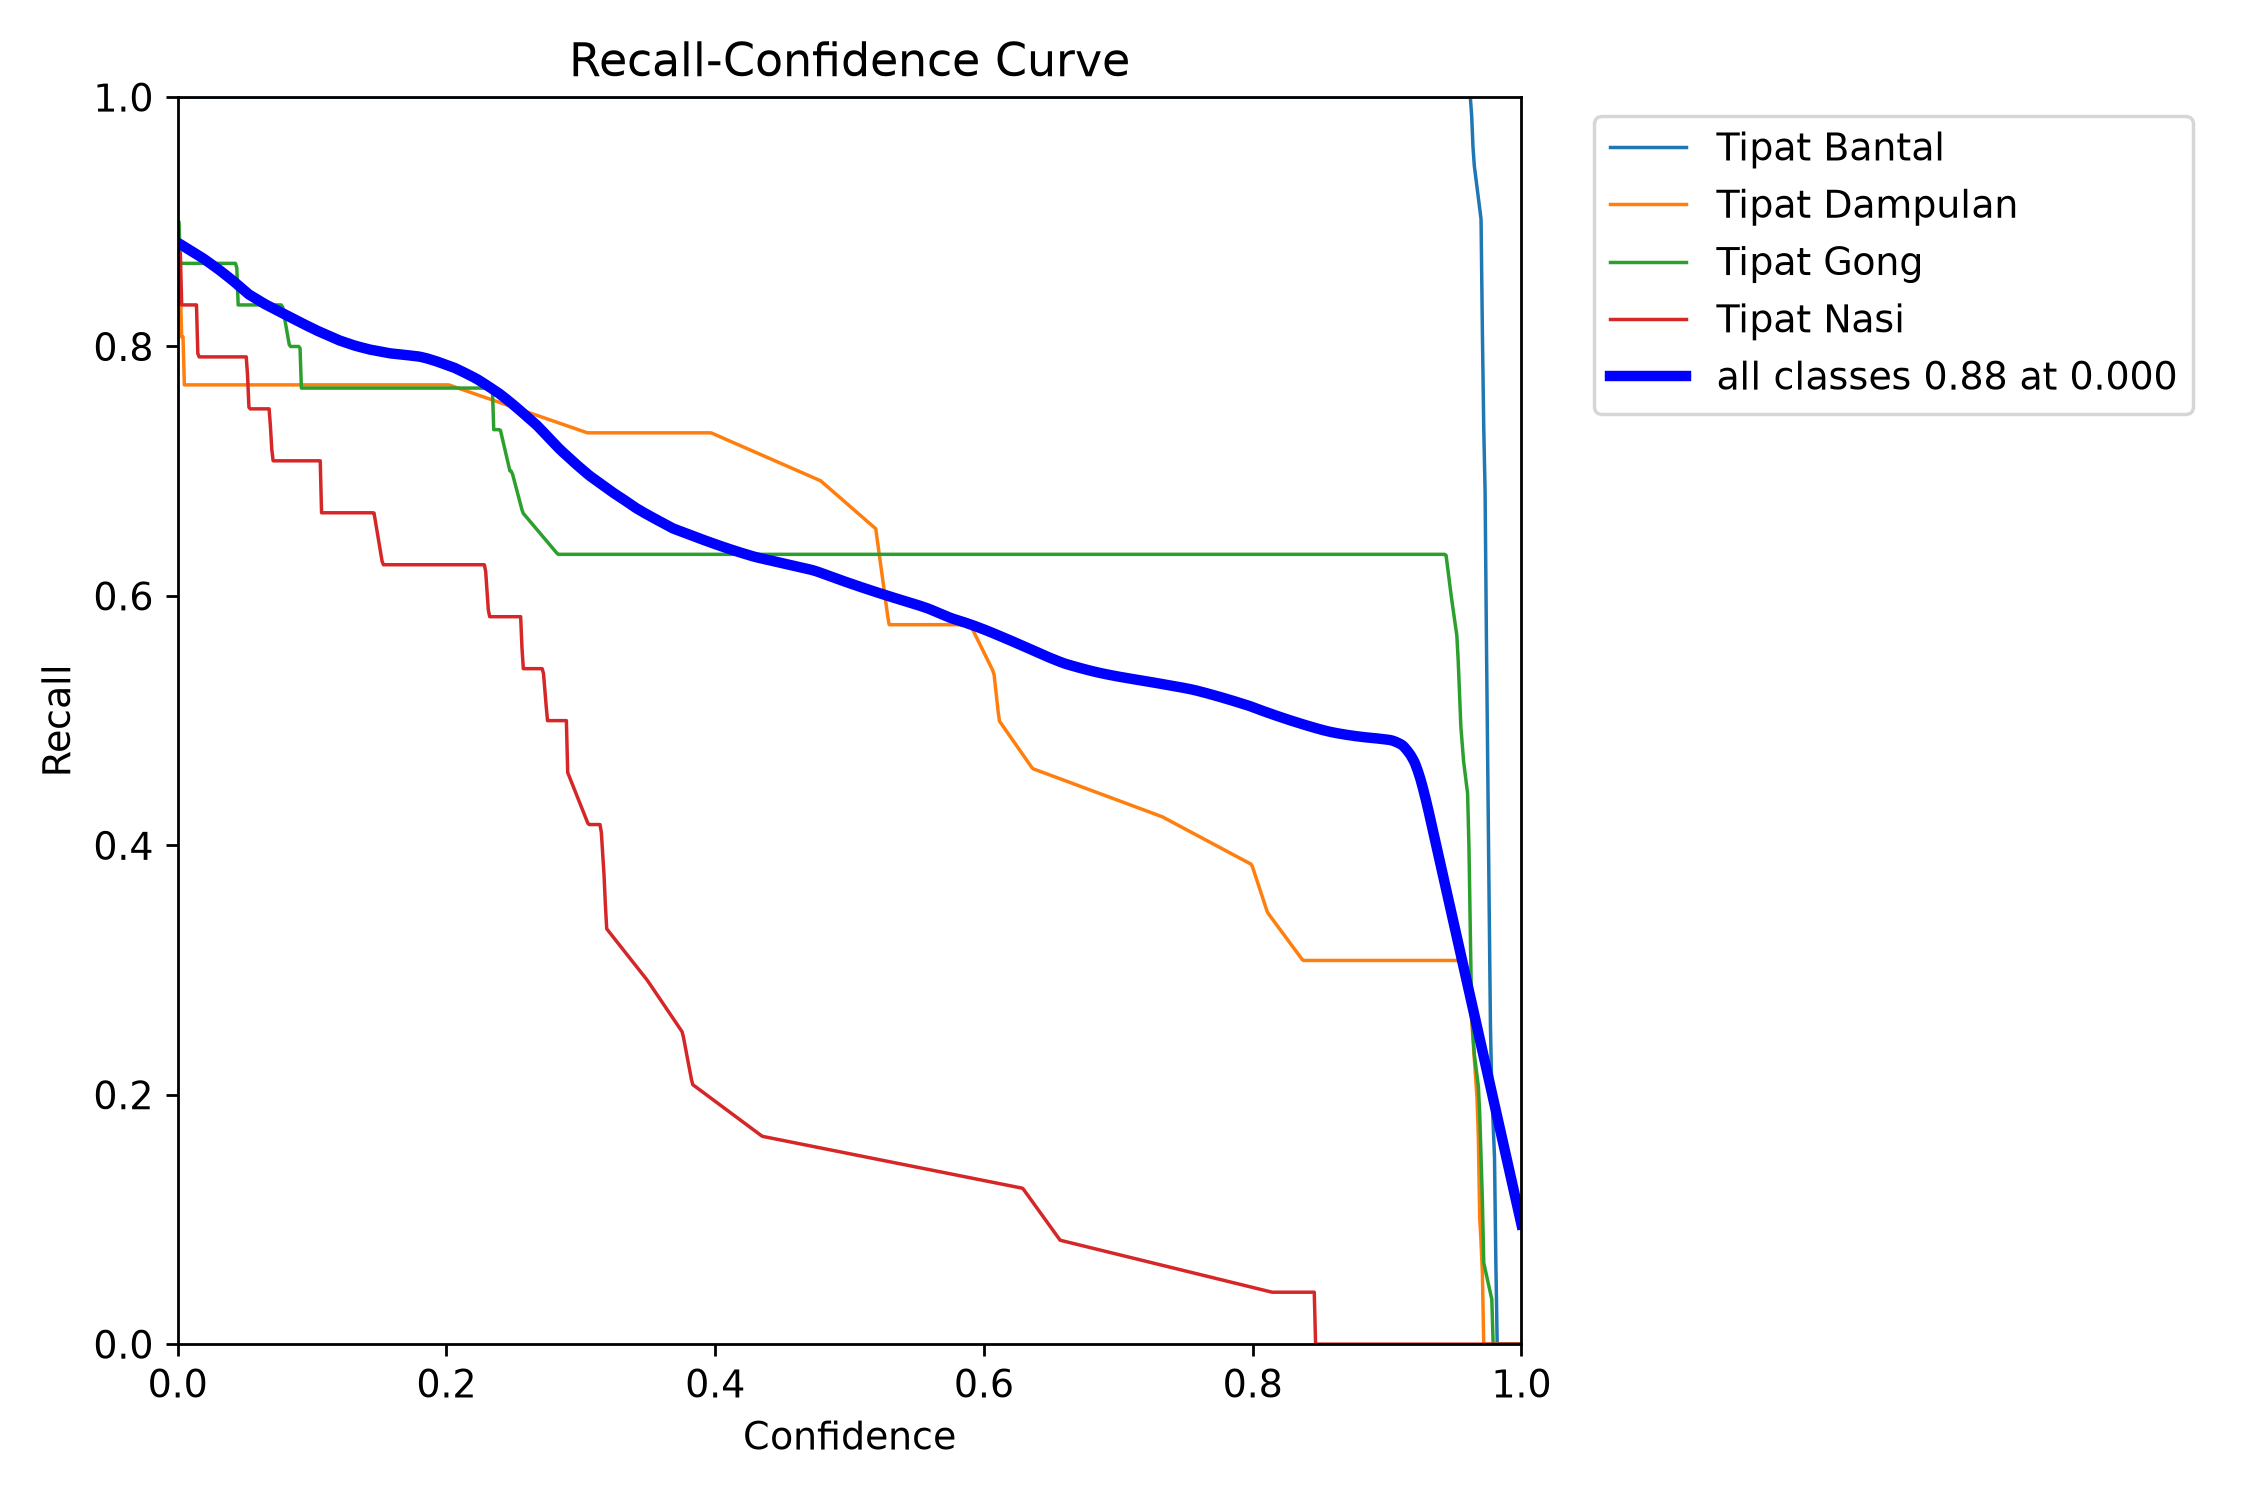 Recall-Confidence Curve
1.0
0.8
0.6
0.4
0.2
0.0
Recall
0.0 0.2 0.4 0.6 0.8 1.0
Confidence
Tipat Bantal
Tipat Dampulan
Tipat Gong
Tipat Nasi
all classes 0.88 at 0.000